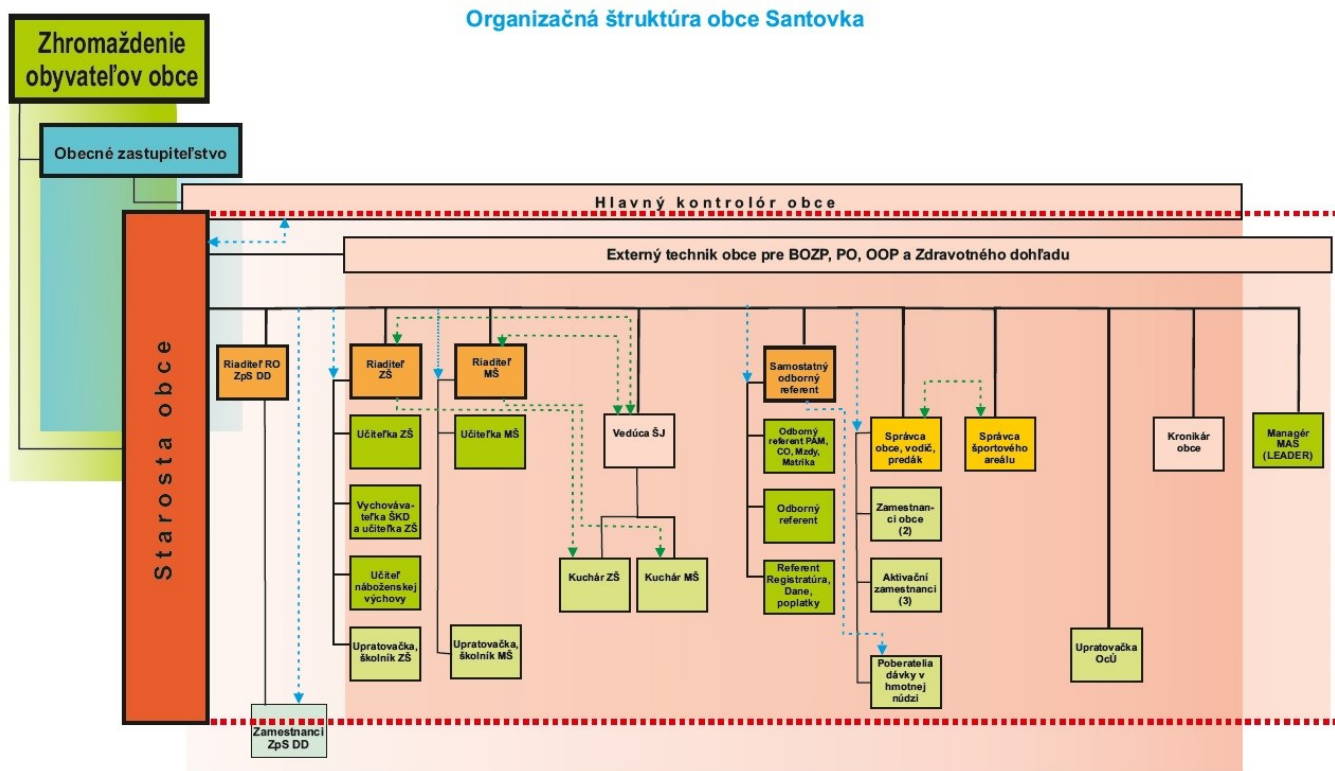 Organizačná štruktúra obce Santovka
Zhromaždenie
obyvateľov obce
Obecné zastupiteľstvo
Hlavný kontrolór obce
Externý technik obce pre BOZP, PO, OOP a Zdravotného dohľadu
Starosta obce
Riaditeľ RO
ZpS DD
Riaditeľ
ZŠ
Riaditeľ
MŠ
Samostatný
odborný
referent
Učiteľka ZŠ
Učiteľka MŠ
Vedúca ŠJ
Odborný
referent PAM,
CO, Mzdy,
Matrika
Správca
obce, vodič,
predák
Správca
športového
areálu
Kronikár
obce
Managér
MAS
(LEADER)
Vychováva-
teľka ŠKD
a učiteľka ZŠ
Odborný
referent
Zamestnan-
ci obce
(2)
Učiteľ
náboženskej
výchovy
Kuchár ZŠ
Kuchár MŠ
Referent
Registratúra,
Dane,
poplatky
Aktivační
zamestnanci
(3)
Upratovačka,
školník ZŠ
Upratovačka,
školník MŠ
Poberatelia
dávky v
hmotnej
núdzi
Upratovačka
OcÚ
Zamestnanci
ZpS DD